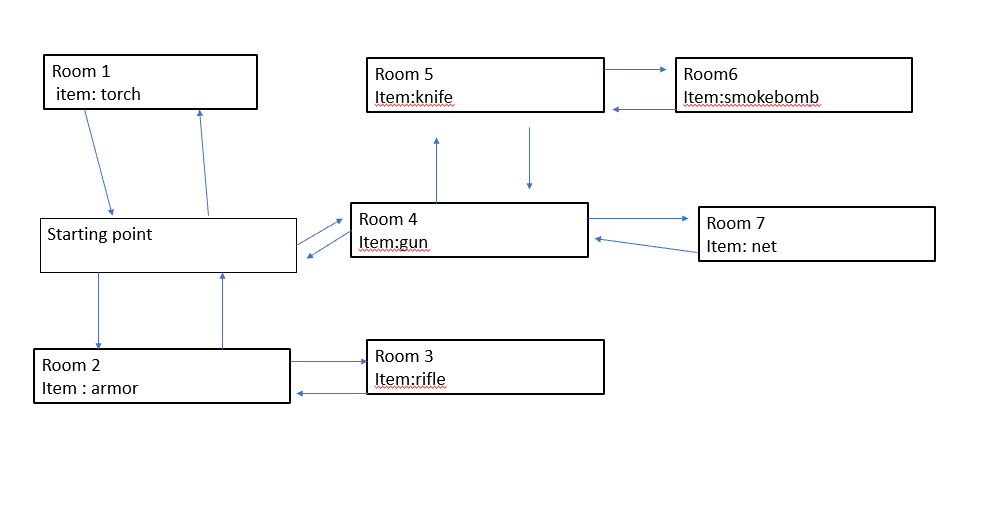 Room 1
item: torch
Room 5
Item:knife
Room6
Item:smokebomb
Starting point
Room 4
Item:gun
Room 7
Item: net
Room 2
Item : armor
Room 3
Item:rifle